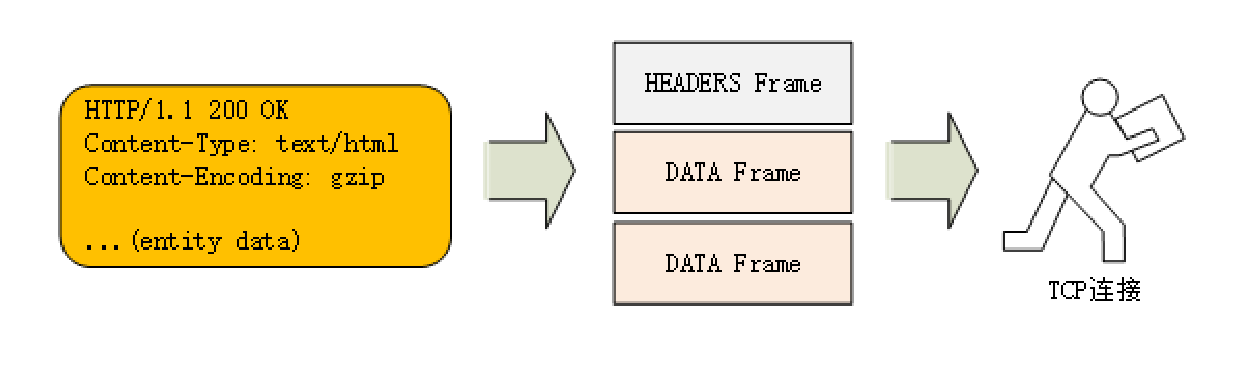 HTTP/1.1 200 OK
Content-Type: text/html
Content-Encoding: gzip
...(entity data)
HEADERS Frame
DATA Frame
DATA Frame
TCP连接